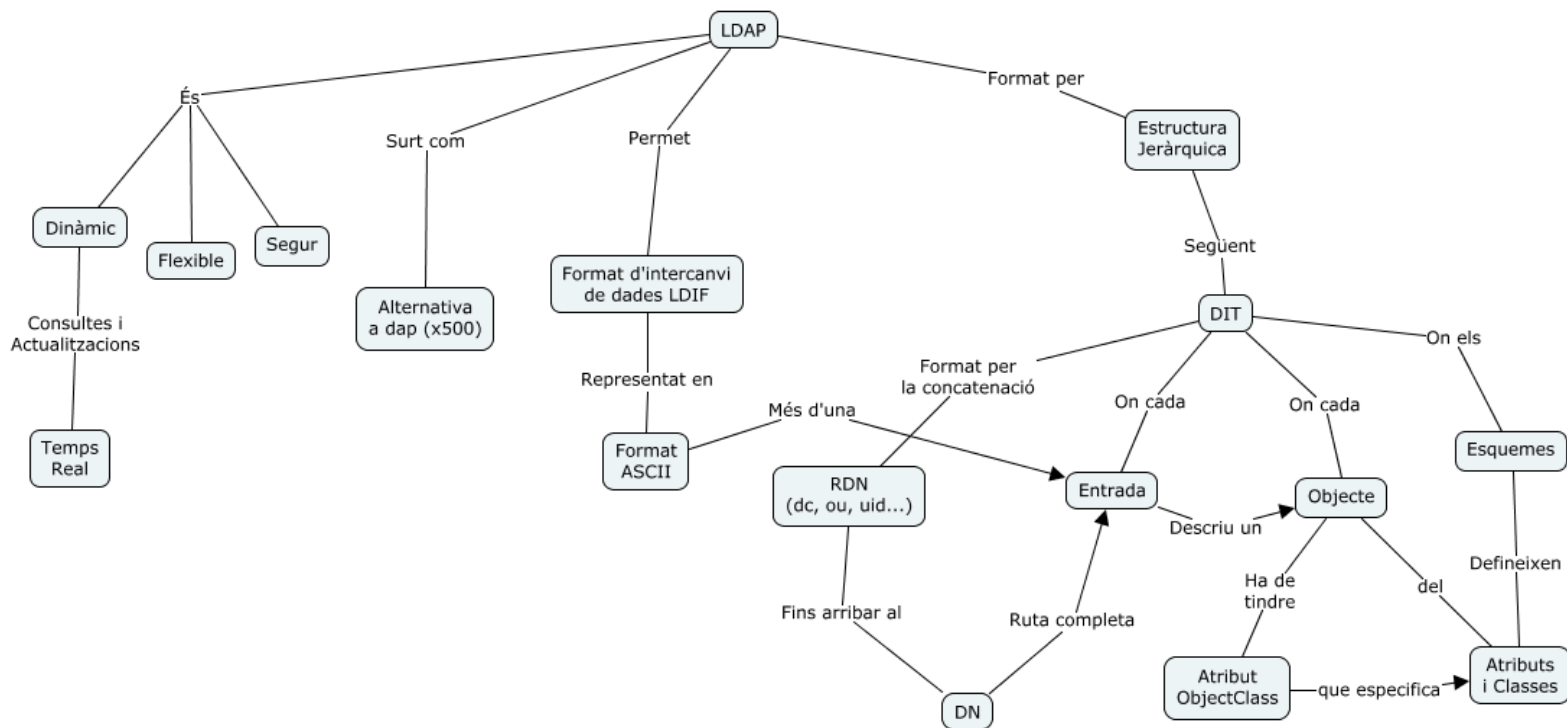 LDAP
És
Surt com
Permet
Format per
Estructura
Jeràrquica
Dinàmic
Flexible
Segur
Següent
Format d'intercanvi
de dades LDIF
Alternativa
a dap (x500)
DIT
Consultes i
Actualitzacions
On els
Format per
la concatenació
Representat en
Més d'una
On cada
On cada
Temps
Real
Format
ASCII
Esquemes
RDN
(dc, ou, uid...)
Entrada
Objecte
Descriu un
Defineixen
Ha de
tindre
del
Fins arribar al
Ruta completa
Atribut
ObjectClass
que especifica
Atributs
i Classes
DN